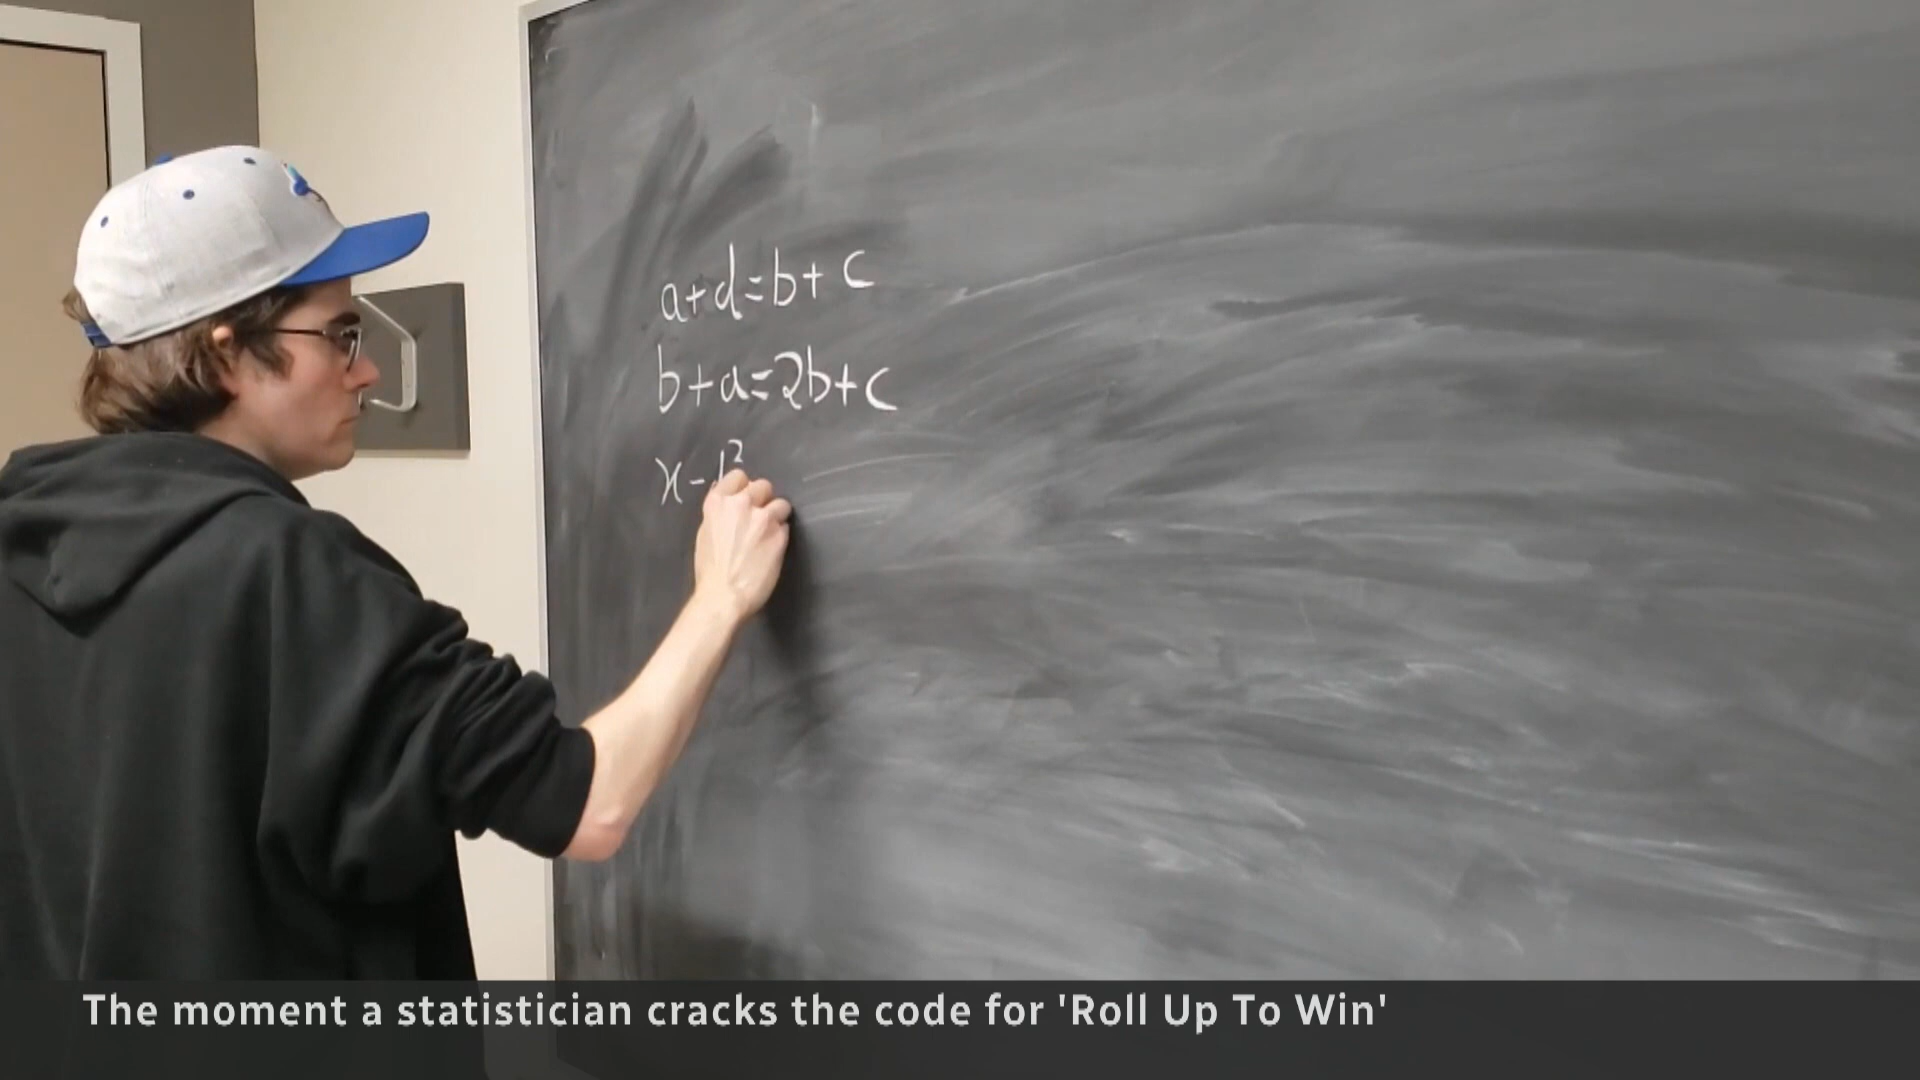 a+d=b+c
b+a=2b+c
x-
The moment a statistician cracks the code for 'Roll Up To Win'